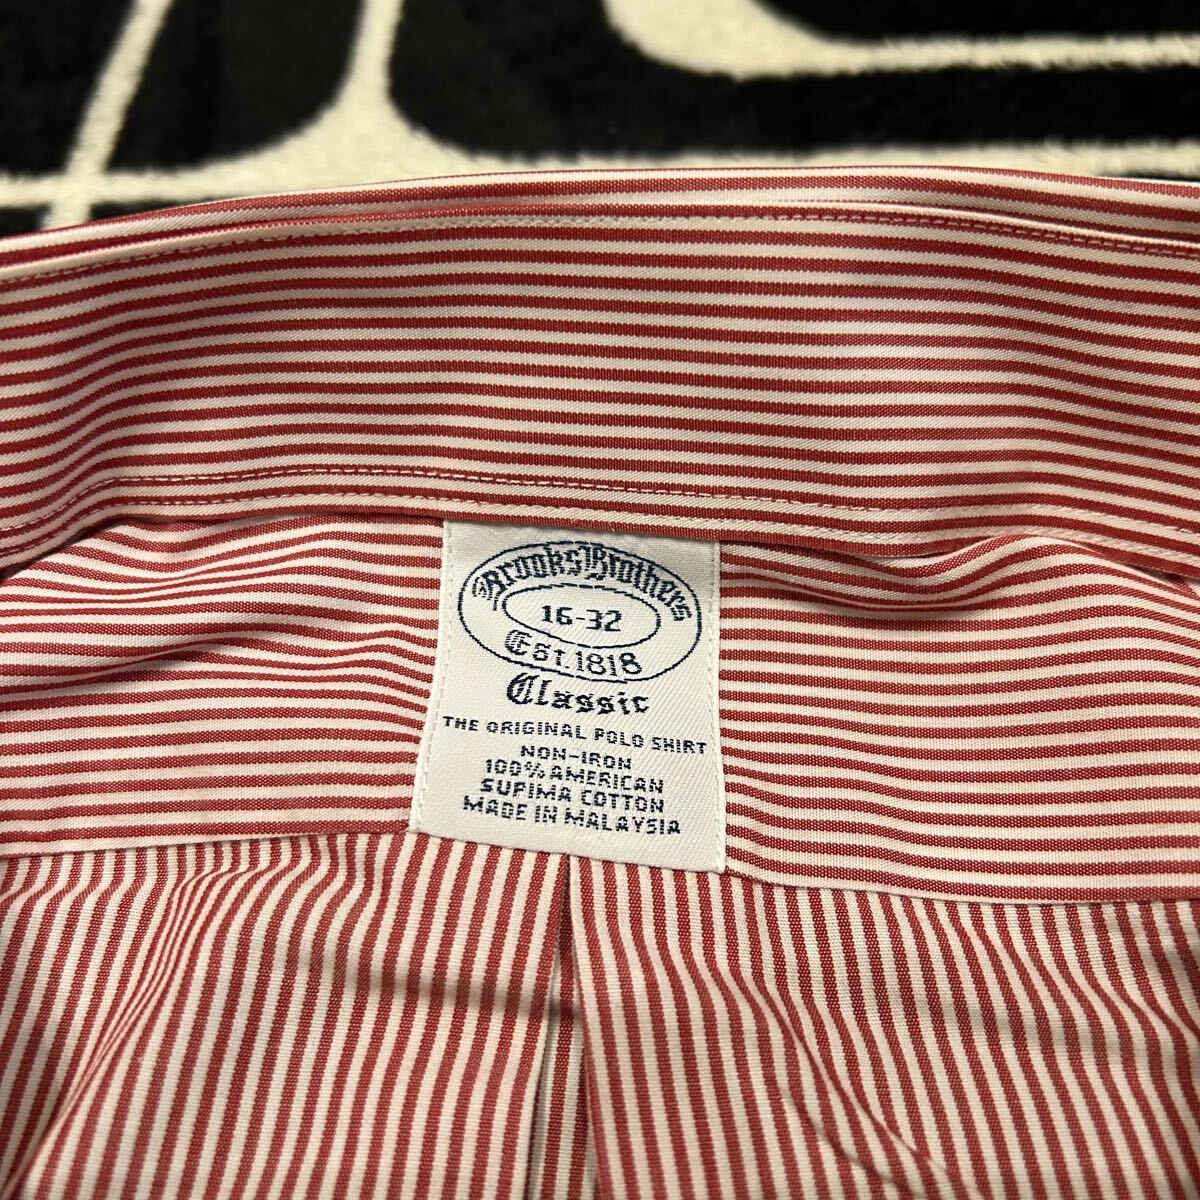 Brooks Brothers
16-32
Est. 1818
Classic
THE ORIGINAL POLO SHIRT
NON-IRON
100% AMERICAN
SUPIMA COTTON
MADE IN MALAYSIA